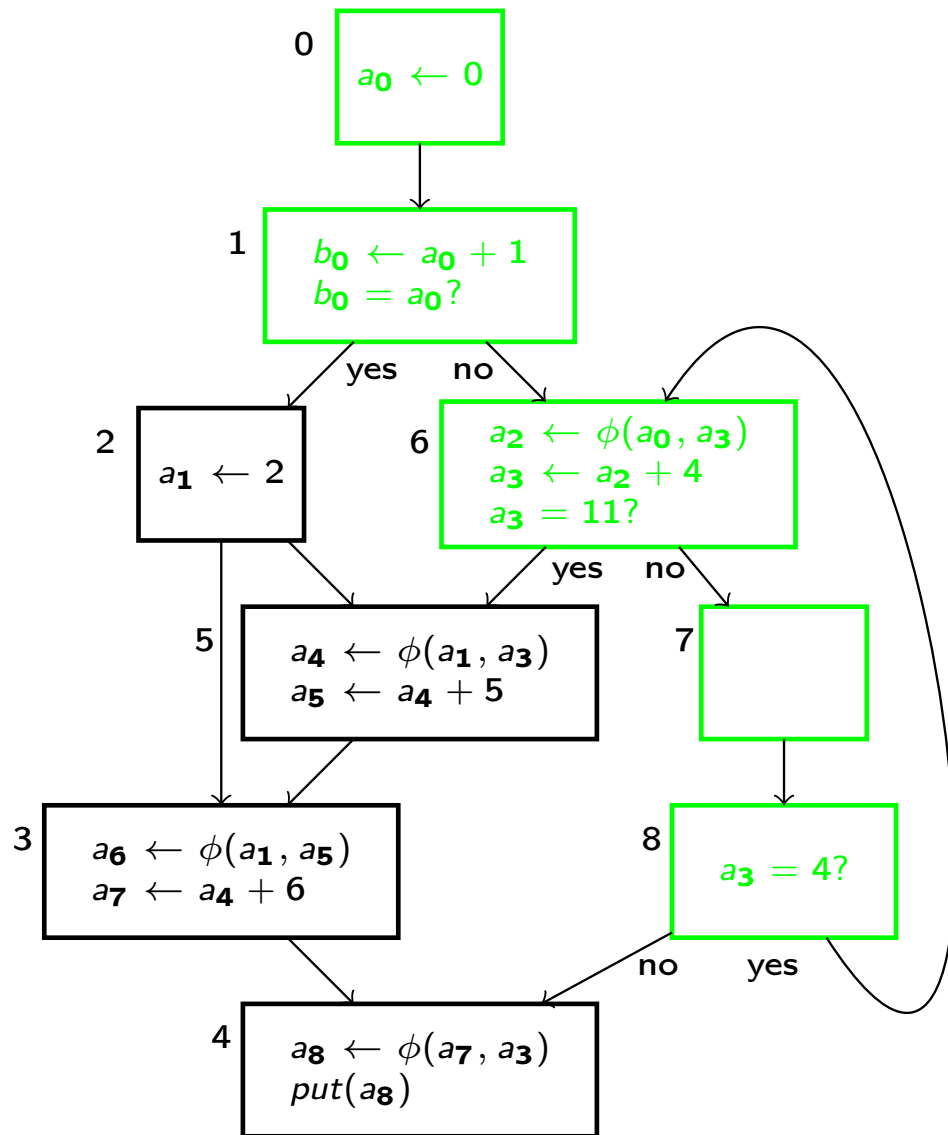 0
a₀ ← 0
1
b₀ ← a₀ + 1
b₀ = a₀?
yes no
2
a₁ ← 2
6
a₂ ← ϕ(a₀, a₃)
a₃ ← a₂ + 4
a₃ = 11?
yes no
5
a₄ ← ϕ(a₁, a₃)
a₅ ← a₄ + 5
7
3
a₆ ← ϕ(a₁, a₅)
a₇ ← a₄ + 6
8
a₃ = 4?
no yes
4
a₈ ← ϕ(a₇, a₃)
put(a₈)